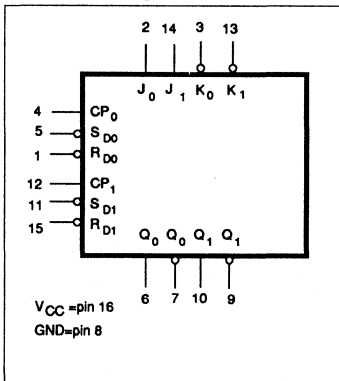 2 14 3 13
J0 J1 K0 K1
4 CP0
5 SD0
1 RD0
12 CP1
11 SD1
15 RD1
Q0 Q0 Q1 Q1
6 7 10 9
VCC =pin 16
GND=pin 8